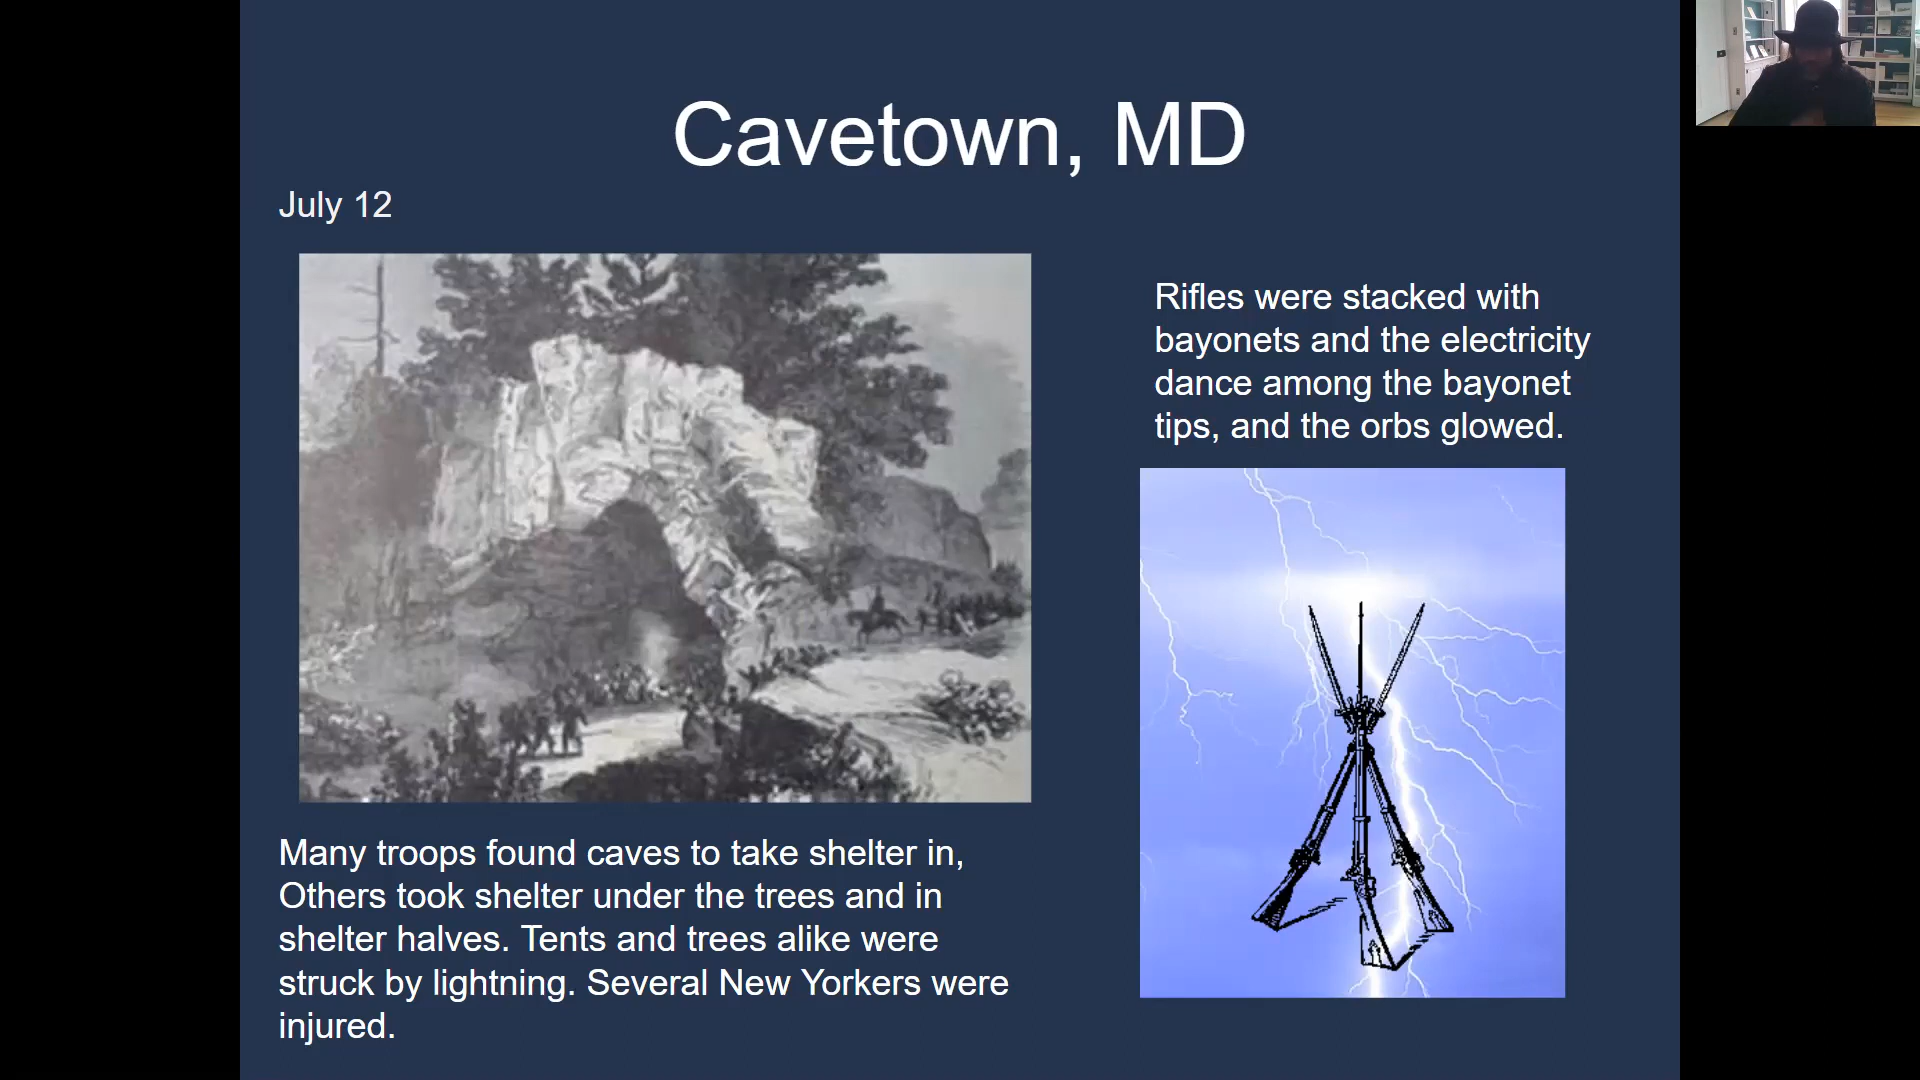 Cavetown, MD
July 12
Rifles were stacked with
bayonets and the electricity
dance among the bayonet
tips, and the orbs glowed.
Many troops found caves to take shelter in,
Others took shelter under the trees and in
shelter halves. Tents and trees alike were
struck by lightning. Several New Yorkers were
injured.